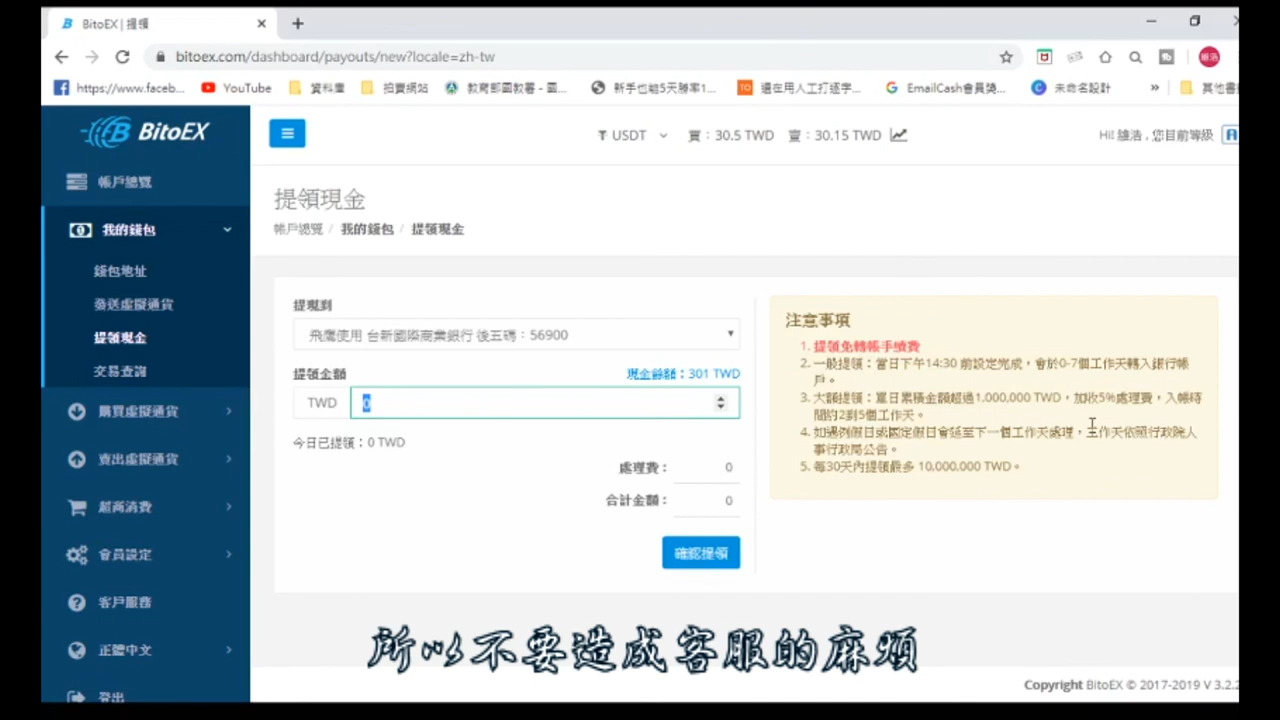 BitoEX | 提領
bitoex.com/dashboard/payouts/new?locale=zh-tw
https://www.faceb... YouTube 資料庫 拍賣網站 教育部圖教署 - 圖... 新手也能5天勝率1... 還在用人工打逐字... EmailCash會員獎... 未命名設計 » 其他書籤
BitoEX
USDT 買：30.5 TWD 賣：30.15 TWD
您目前等級
帳戶總覽
我的錢包
錢包地址
發送虛擬通貨
提領現金
交易查詢
購買虛擬通貨
賣出虛擬通貨
超商消費
會員設定
客戶服務
正體中文
登出
提領現金
帳戶總覽 / 我的錢包 / 提領現金
提現到
飛鷹使用 台新國際商業銀行 後五碼：56900
提領金額 現金餘額：301 TWD
TWD 0
今日已提領：0 TWD
處理費： 0
合計金額： 0
確認提領
注意事項
1. 提領免轉帳手續費
2. 一般提領：當日下午14:30 前設定完成，會於0-7個工作天轉入銀行帳
戶。
3. 大額提領：單日累積金額超過1,000,000 TWD，加收5%處理費，入帳時
間約2到5個工作天。
4. 如遇例假日或國定假日會延至下一個工作天處理，工作天依照行政院人
事行政局公告。
5. 每30天內提領最多 10,000,000 TWD。
所以不要造成客服的麻煩
Copyright BitoEX © 2017-2019 V 3.2.2